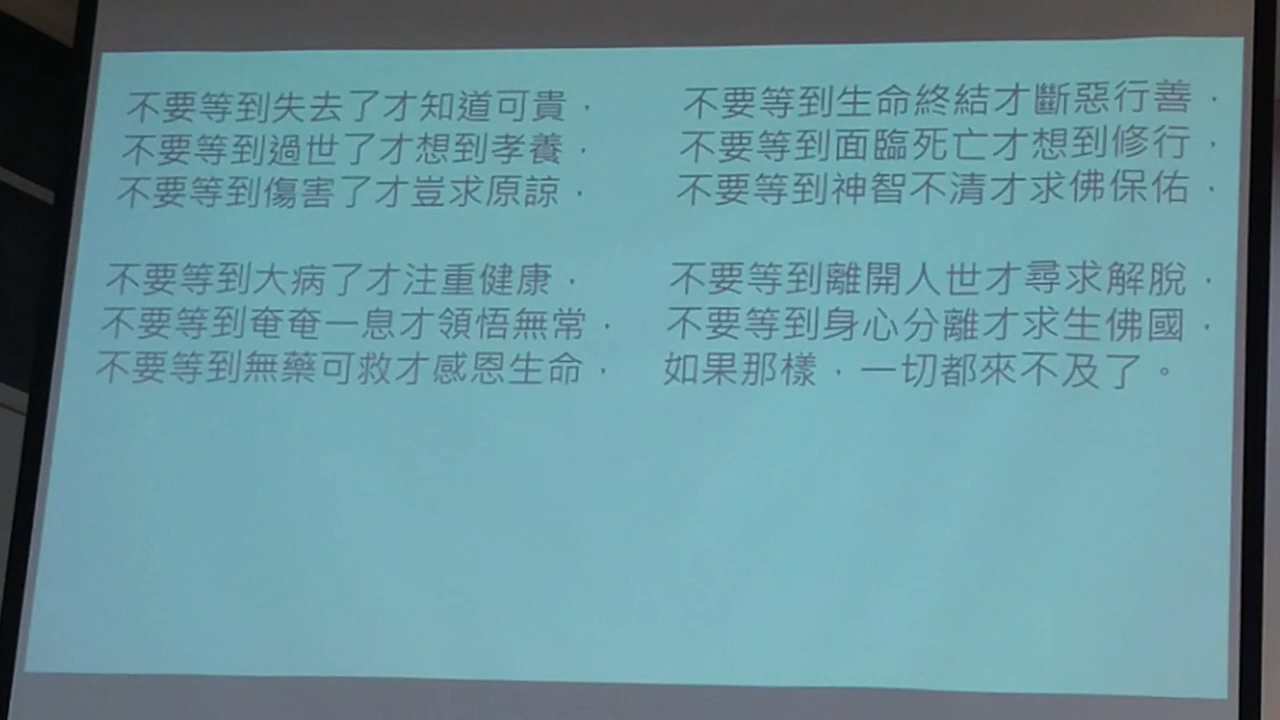 不要等到失去了才知道可貴，
不要等到過世了才想到孝養，
不要等到傷害了才豈求原諒，
不要等到大病了才注重健康，
不要等到奄奄一息才領悟無常，
不要等到無藥可救才感恩生命，
不要等到生命終結才斷惡行善，
不要等到面臨死亡才想到修行，
不要等到神智不清才求佛保佑，
不要等到離開人世才尋求解脫，
不要等到身心分離才求生佛國，
如果那樣，一切都來不及了。